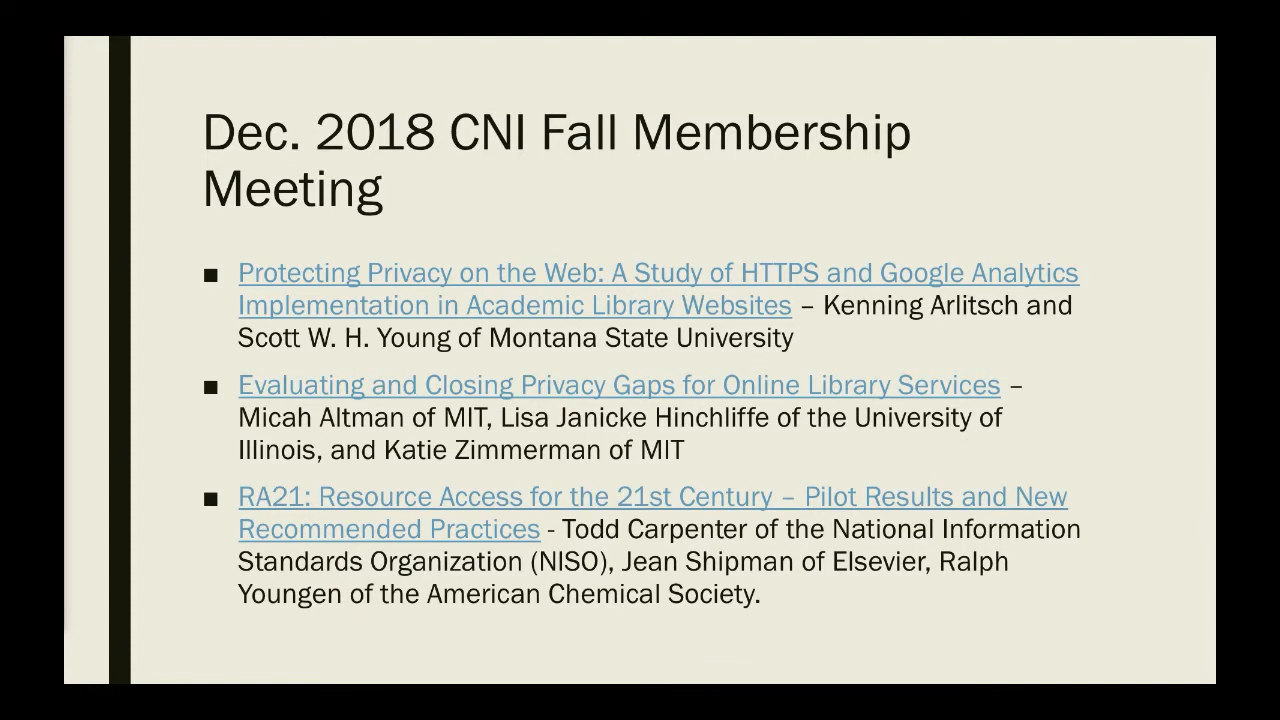 Dec. 2018 CNI Fall Membership
Meeting
■ Protecting Privacy on the Web: A Study of HTTPS and Google Analytics
Implementation in Academic Library Websites – Kenning Arlitsch and
Scott W. H. Young of Montana State University
■ Evaluating and Closing Privacy Gaps for Online Library Services –
Micah Altman of MIT, Lisa Janicke Hinchliffe of the University of
Illinois, and Katie Zimmerman of MIT
■ RA21: Resource Access for the 21st Century – Pilot Results and New
Recommended Practices - Todd Carpenter of the National Information
Standards Organization (NISO), Jean Shipman of Elsevier, Ralph
Youngen of the American Chemical Society.